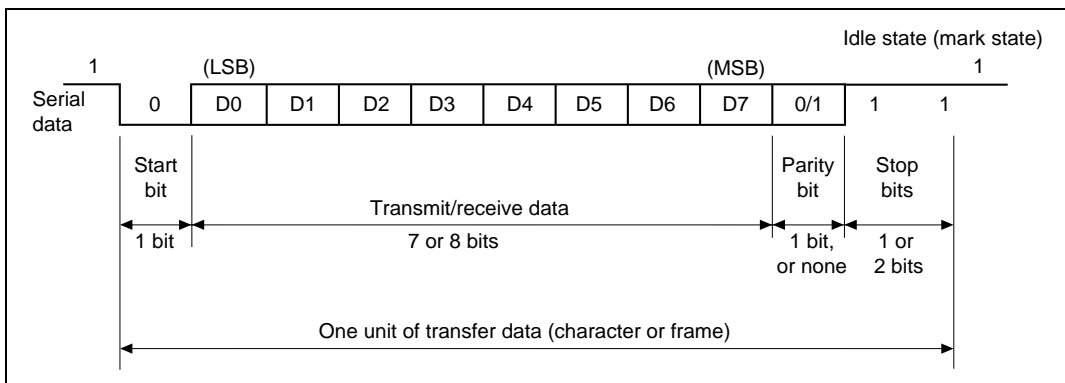 Idle state (mark state)
1 (LSB) (MSB) 1
Serial
data
0 D0 D1 D2 D3 D4 D5 D6 D7 0/1 1 1
Start
bit
Parity
bit
Stop
bits
Transmit/receive data
1 bit
7 or 8 bits
1 bit,
or none
1 or
2 bits
One unit of transfer data (character or frame)